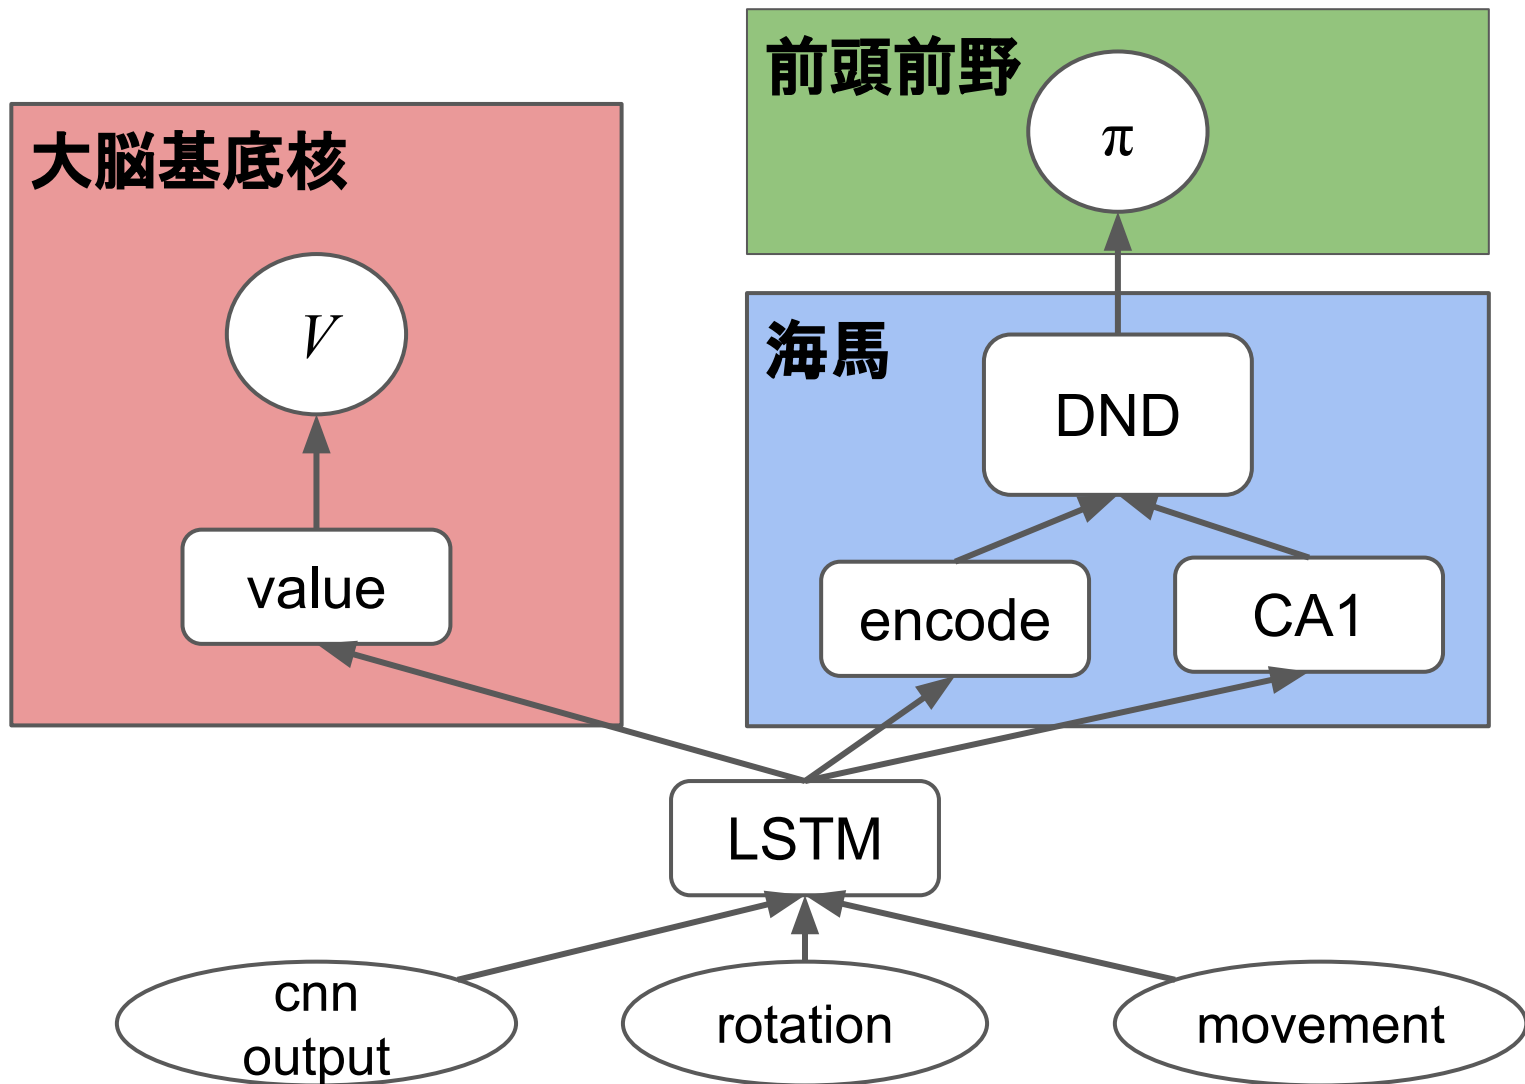 前頭前野
π
大脳基底核
V
海馬
DND
value
encode
CA1
LSTM
cnn
output
rotation
movement